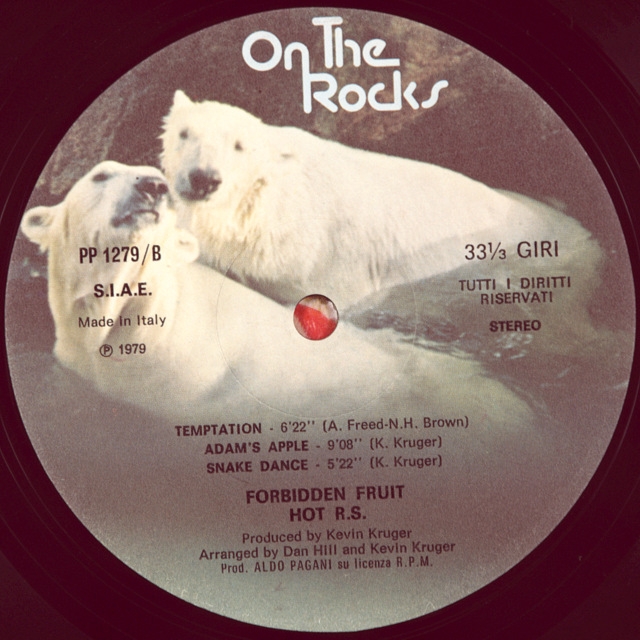 On The
Rocks
PP 1279/B
S.I.A.E.
Made in Italy
℗ 1979
33⅓ GIRI
TUTTI I DIRITTI
RISERVATI
STEREO
TEMPTATION - 6'22'' (A. Freed-N.H. Brown)
ADAM'S APPLE - 9'08'' (K. Kruger)
SNAKE DANCE - 5'22'' (K. Kruger)
FORBIDDEN FRUIT
HOT R.S.
Produced by Kevin Kruger
Arranged by Dan Hill and Kevin Kruger
Prod. ALDO PAGANI su licenza R.P.M.